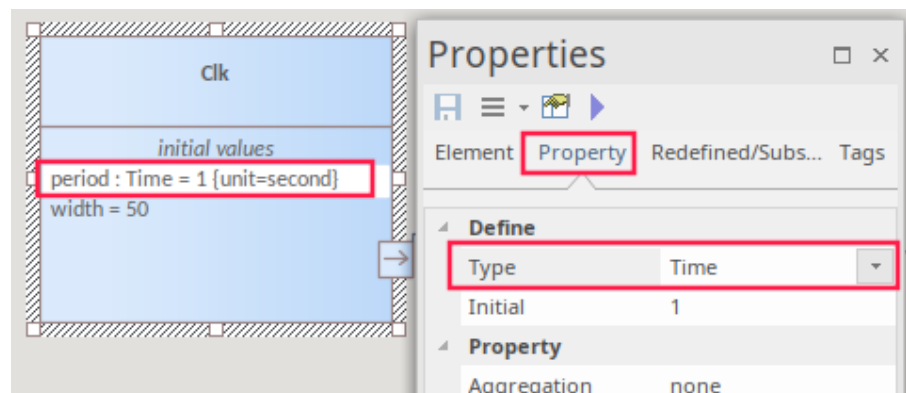 Clk
initial values
period : Time = 1 {unit=second}
width = 50
Properties
Element Property Redefined/Subs... Tags
Define
Type Time
Initial 1
Property
Aggregation none